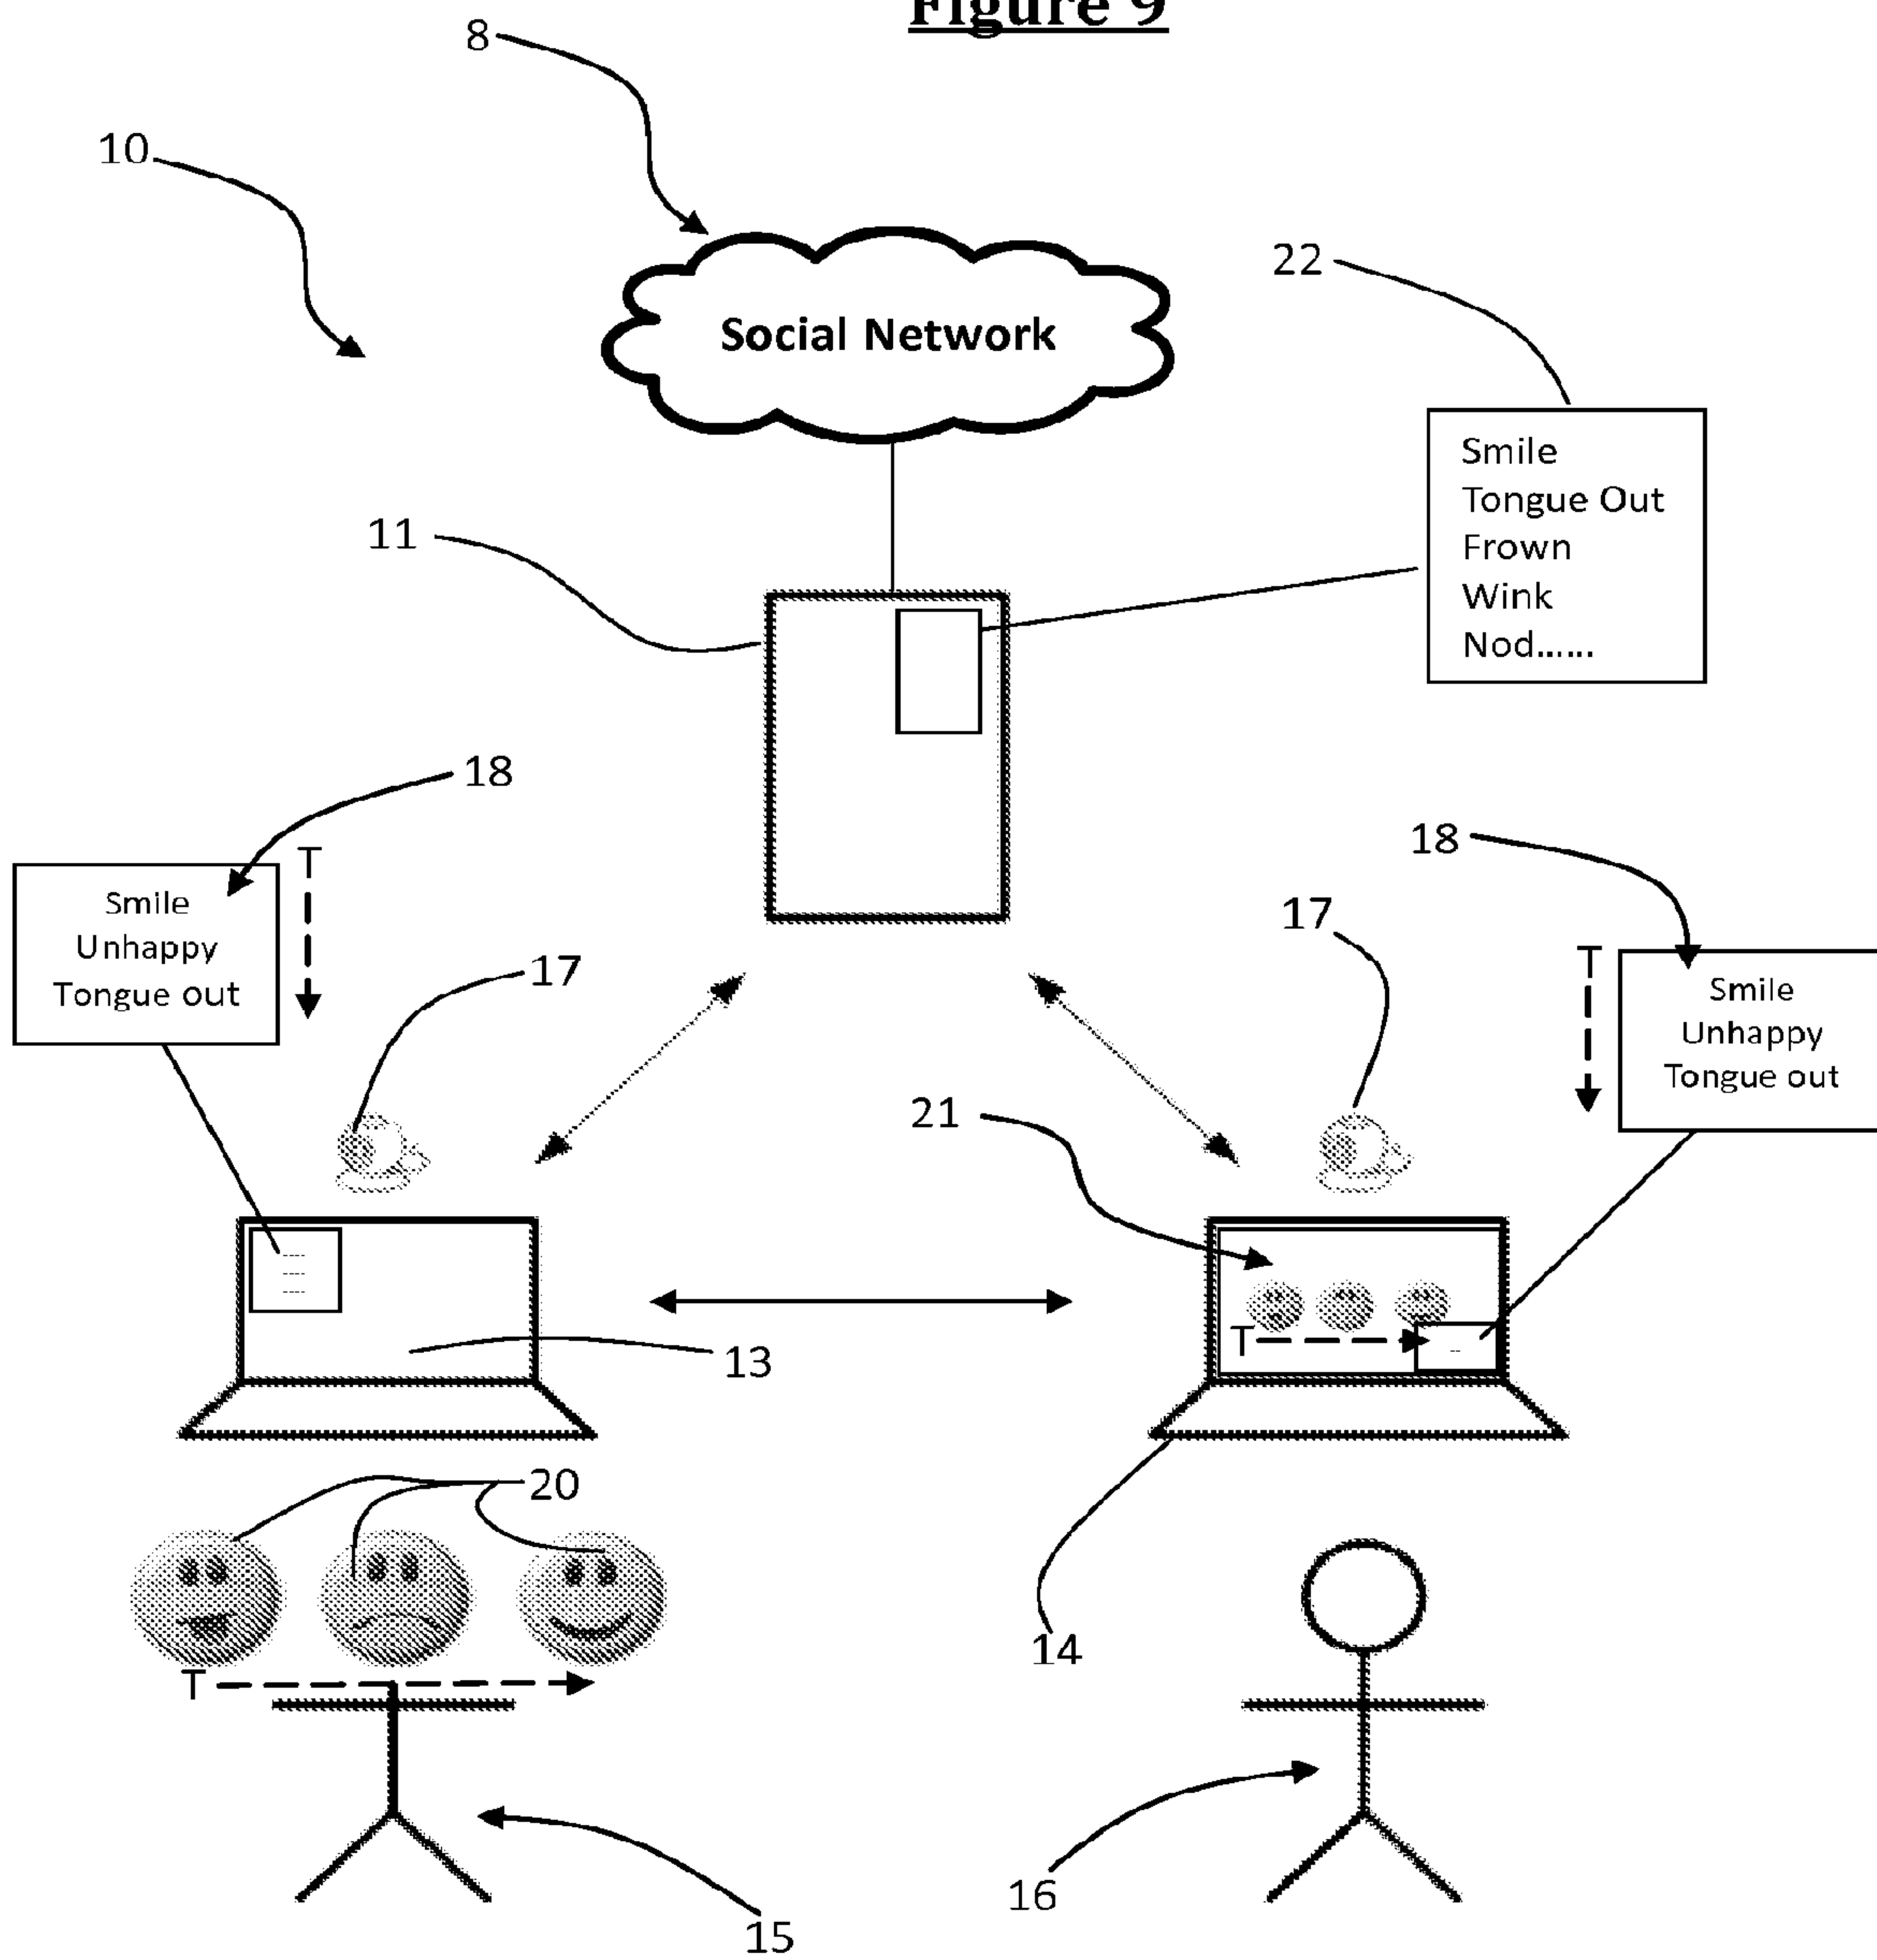 Figure 9
8
10
Social Network
22
Smile
Tongue Out
Frown
Wink
Nod......
11
18
T
Smile
Unhappy
Tongue out
18
17
T
Smile
Unhappy
Tongue out
17
21
T
13
20
T
14
16
15